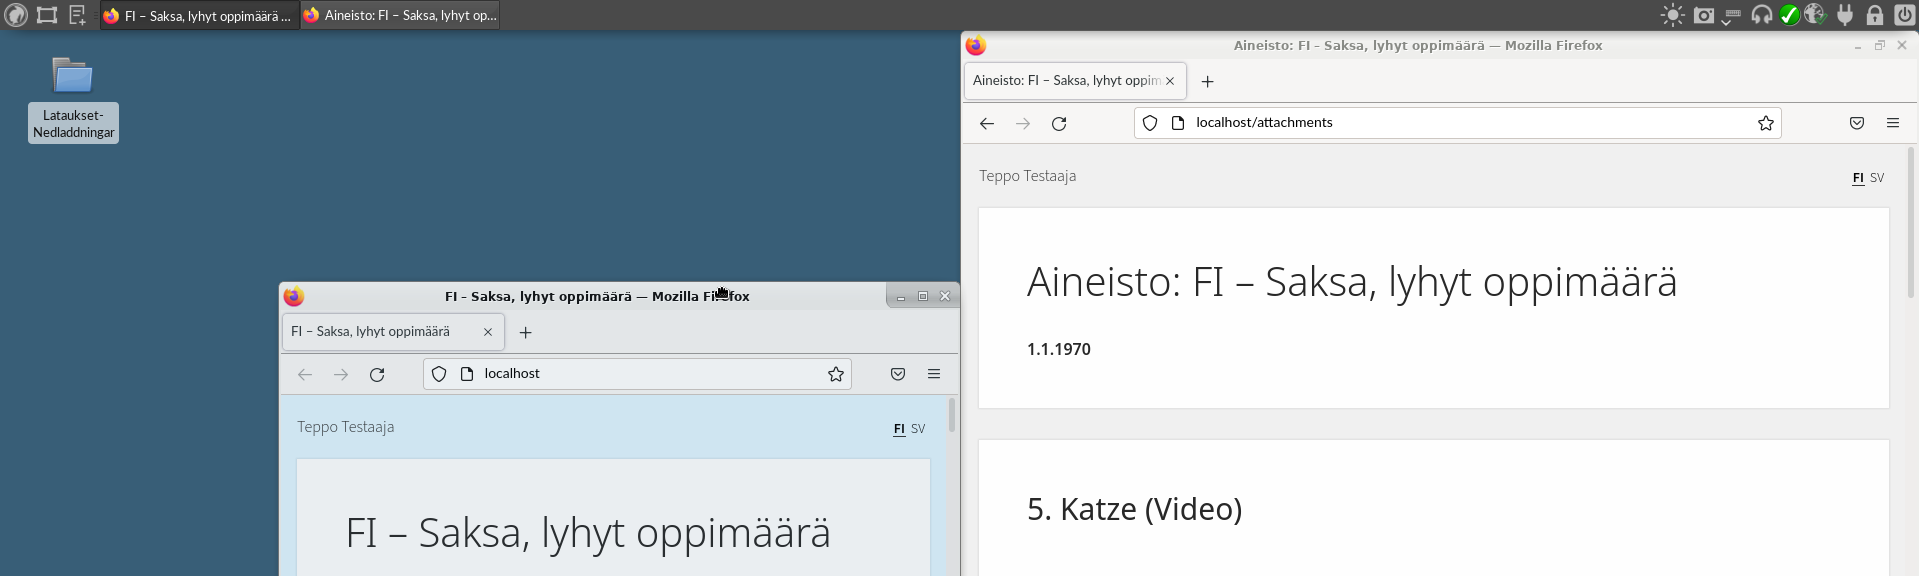 FI – Saksa, lyhyt oppimäärä ...
Aineisto: FI – Saksa, lyhyt op...
Lataukset-
Nedladdningar
Aineisto: FI - Saksa, lyhyt oppimäärä — Mozilla Firefox
Aineisto: FI – Saksa, lyhyt oppim
localhost/attachments
Teppo Testaaja
FI SV
Aineisto: FI – Saksa, lyhyt oppimäärä
1.1.1970
5. Katze (Video)
FI - Saksa, lyhyt oppimäärä — Mozilla Firefox
FI – Saksa, lyhyt oppimäärä
localhost
Teppo Testaaja
FI SV
FI – Saksa, lyhyt oppimäärä